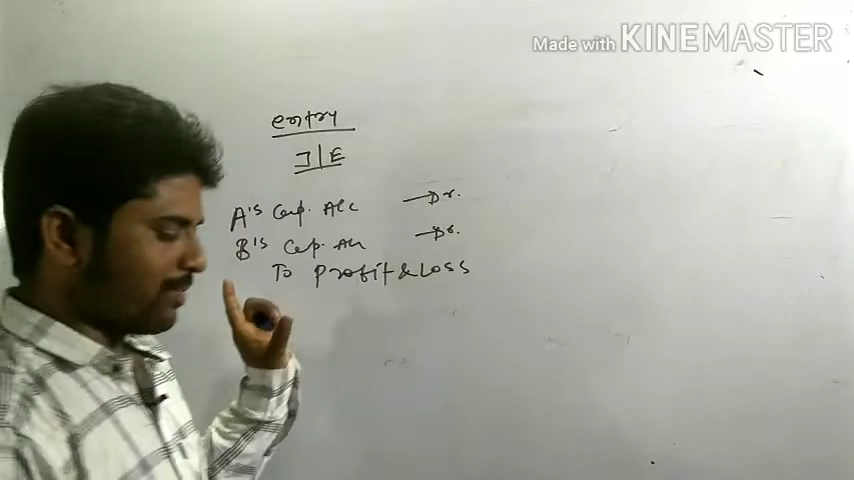 Made with KINEMASTER
entry
J/E
A's Cap. A/c → Dr.
B's Cap. A/c → Dr.
To Profit & Loss